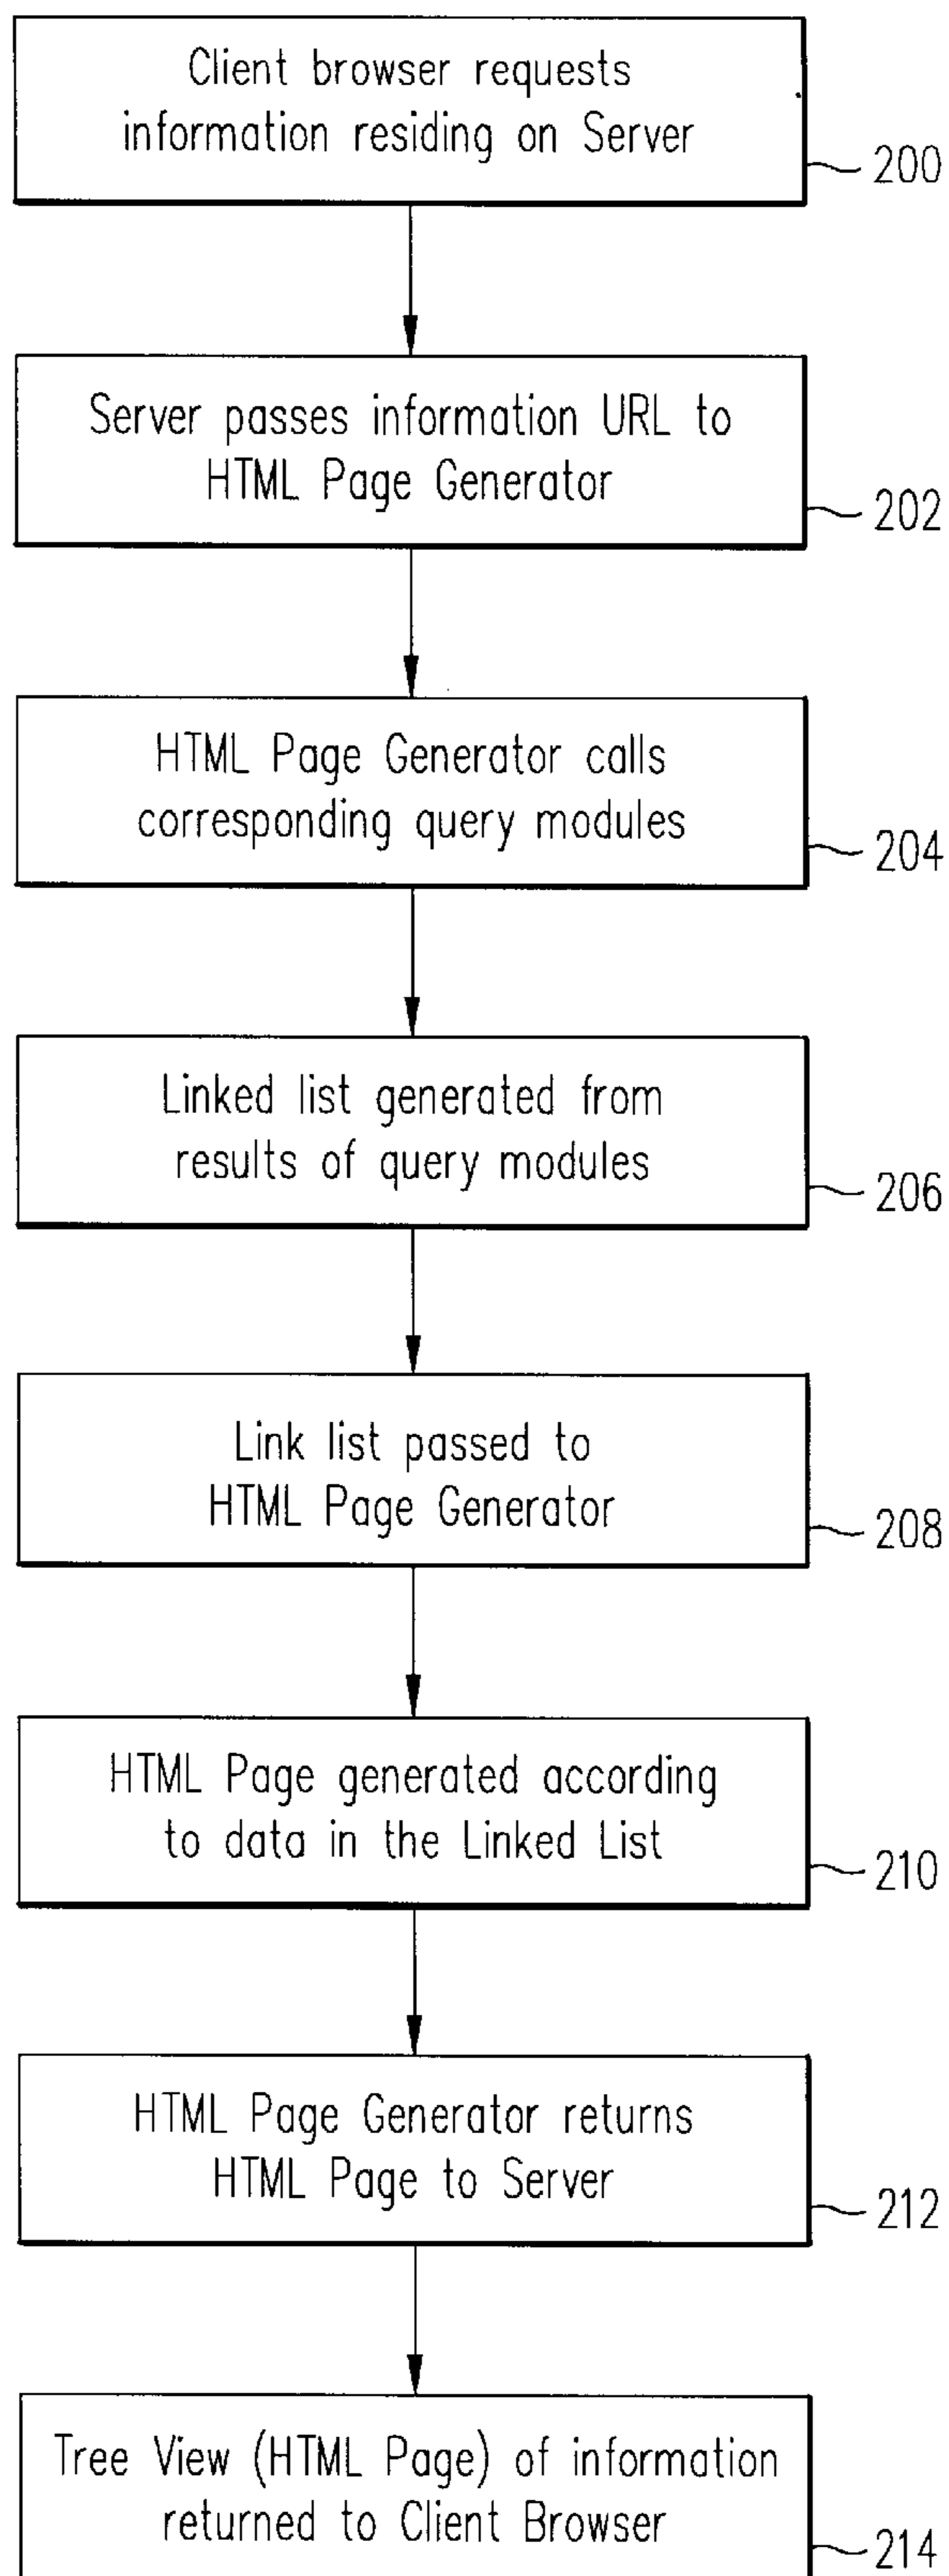 Client browser requests
information residing on Server
200
Server passes information URL to
HTML Page Generator
202
HTML Page Generator calls
corresponding query modules
204
Linked list generated from
results of query modules
206
Link list passed to
HTML Page Generator
208
HTML Page generated according
to data in the Linked List
210
HTML Page Generator returns
HTML Page to Server
212
Tree View (HTML Page) of information
returned to Client Browser
214